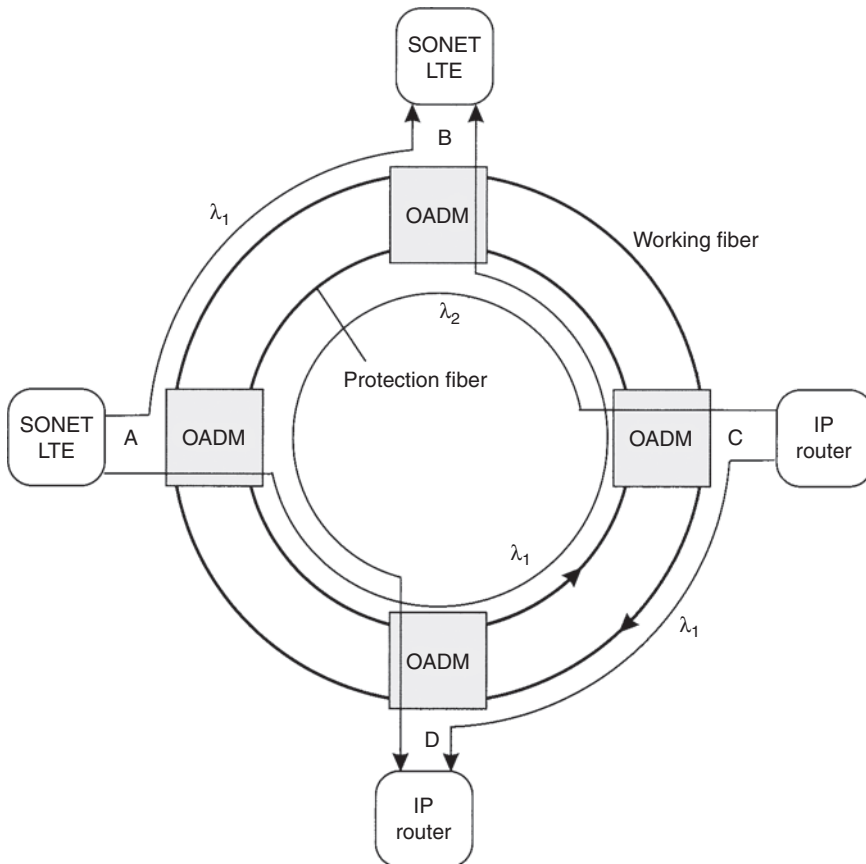 SONET
LTE
B
λ1
OADM
Working fiber
λ2
Protection fiber
SONET
LTE
A
OADM
OADM
C
IP
router
λ1
λ1
OADM
D
IP
router